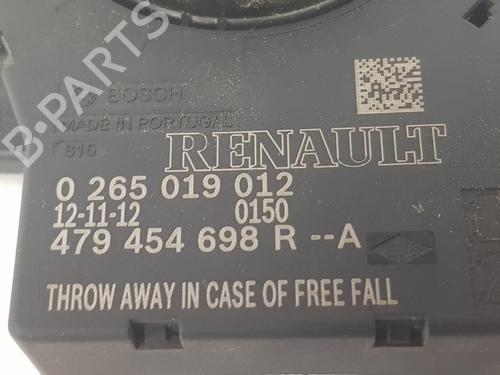 B-PARTS
BOSCH
MADE IN PORTUGAL
815
RENAULT
0 265 019 012
12-11-12 0150
479 454 698 R --A
THROW AWAY IN CASE OF FREE FALL